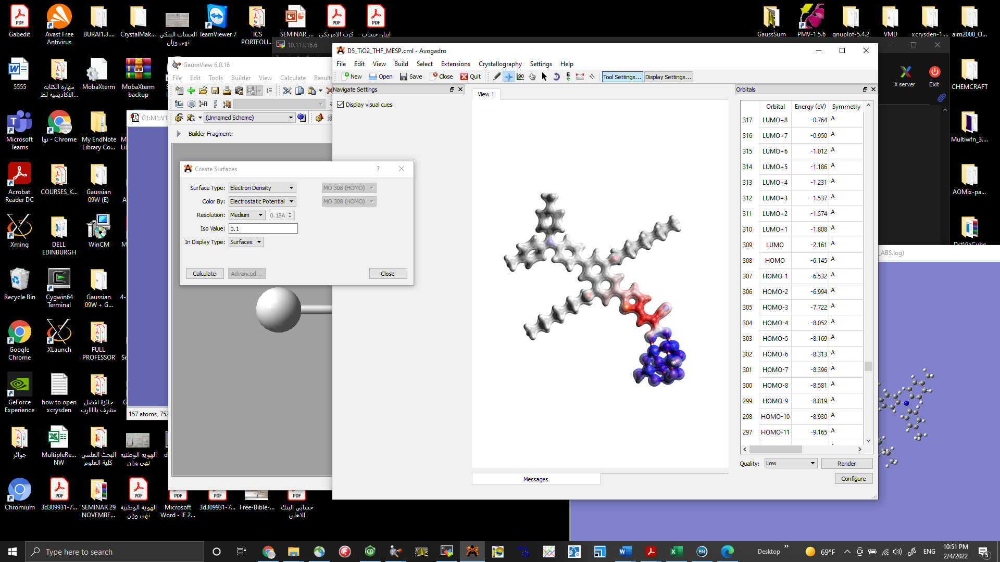 Gabedit
Avast Free
Antivirus
BURAI1.3....
CrystalMak...
الحساب البنكي
نهى وزان
TeamViewer 7
TCS
PORTFOLI...
SEMINAR_...
كرت الامريكي
ايبان حساب
GaussSum
PMV-1.5.6
gnuplot-5.4.2
VMD
xcrysden-1....
aim2000_O...
5555
مهارة الكتابه
الاكاديميه لط...
MobaXterm
MobaXterm
backup
Microsoft
Teams
نها - Chrome
My EndNote
Library Co...
Acrobat
Reader DC
COURSES_K...
Gaussian
09W (E)
Xming
DELL
EDINBURGH
WinCM
Recycle Bin
Cygwin64
Terminal
Gaussian
09W + G...
Google
Chrome
XLaunch
FULL
PROFESSOR
GeForce
Experience
how to open
xcrysden
جائزة افضل
مشرف يااااارب
جوائز
MultipleRe...
NW
البحث العلمي
كلية العلوم
الهويه الوطنيه
نهى وزان
Chromium
3d309931-7...
SEMINAR 29
NOVEMBE...
الهويه الوطنيه
نهى وزان
Microsoft
Word - IE 2...
3d309931-7...
Free-Bible-...
حسابي البنك
الاهلي
CHEMCRAFT
Multiwfn_3....
AOMix-pa...
DctViaCube
10.113.16.6
X server
Exit
G1:M1:V1
157 atoms, 752
_ABS.log)
GaussView 6.0.16
File Edit Tools Builder View Calculate Results
(Unnamed Scheme)
Builder Fragment:
Create Surfaces
?
Surface Type: Electron Density MO 308 (HOMO)
Color By: Electrostatic Potential MO 308 (HOMO)
Resolution: Medium 0.18A
Iso Value: 0.1
In Display Type: Surfaces
Calculate Advanced... Close
D5_TiO2_THF_MESP.cml - Avogadro
File Edit View Build Select Extensions Crystallography Settings Help
New Open Save Close Quit Tool Settings... Display Settings...
Navigate Settings
Display visual cues
View 1
Messages
Orbitals
Orbital Energy (eV) Symmetry
317 LUMO+8 -0.764 A
316 LUMO+7 -0.950 A
315 LUMO+6 -1.012 A
314 LUMO+5 -1.186 A
313 LUMO+4 -1.231 A
312 LUMO+3 -1.537 A
311 LUMO+2 -1.574 A
310 LUMO+1 -1.808 A
309 LUMO -2.161 A
308 HOMO -6.145 A
307 HOMO-1 -6.532 A
306 HOMO-2 -6.994 A
305 HOMO-3 -7.722 A
304 HOMO-4 -8.052 A
303 HOMO-5 -8.169 A
302 HOMO-6 -8.313 A
301 HOMO-7 -8.396 A
300 HOMO-8 -8.581 A
299 HOMO-9 -8.819 A
298 HOMO-10 -8.930 A
297 HOMO-11 -9.165 A
Quality: Low Render
Configure
Type here to search
Desktop
69°F
ENG
10:51 PM
2/4/2022
5